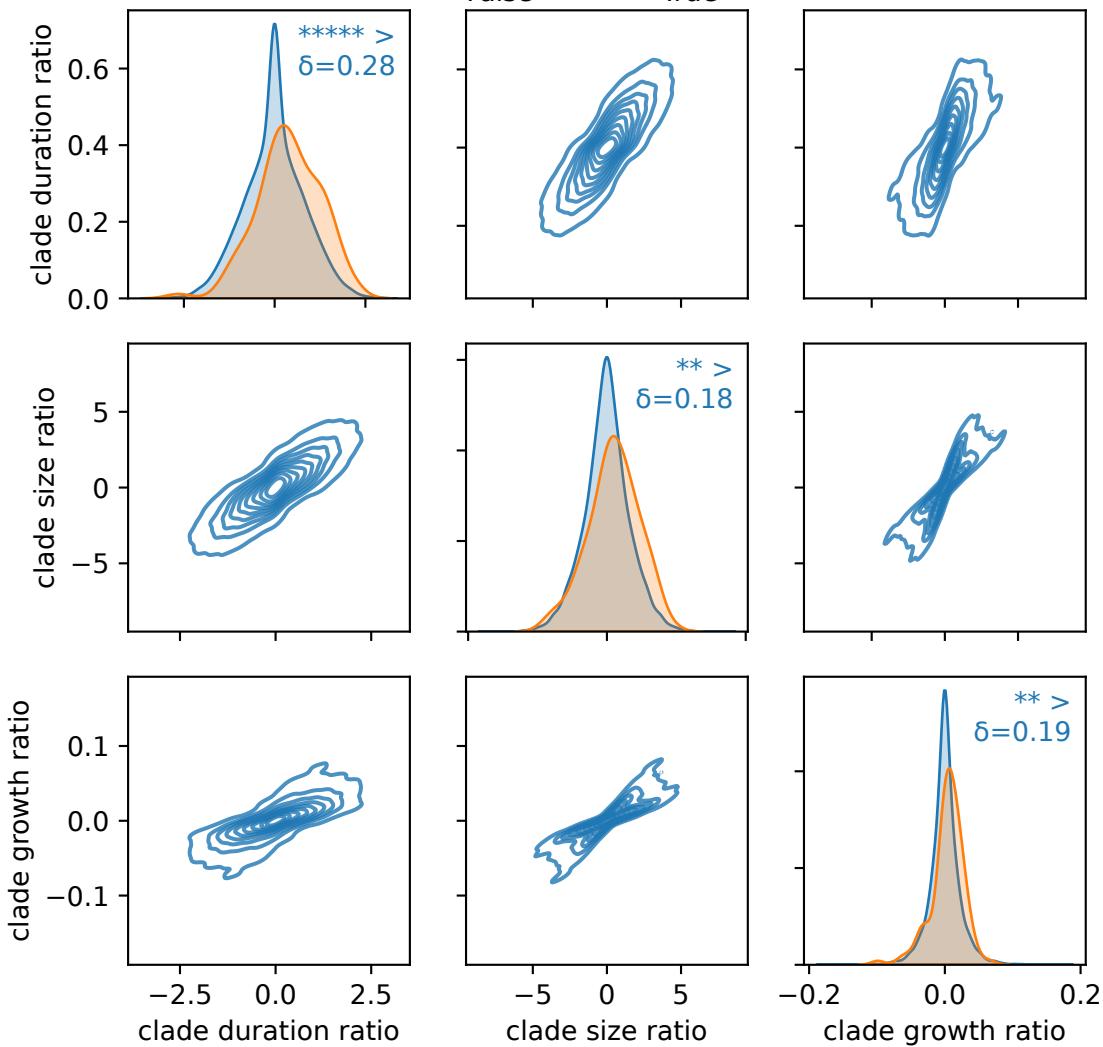 clade duration ratio
0.6
0.4
0.2
0.0
***** >
δ=0.28
clade size ratio
5
0
−5
** >
δ=0.18
clade growth ratio
0.1
0.0
−0.1
** >
δ=0.19
−2.5 0.0 2.5
−5 0 5
−0.2 0.0 0.2
clade duration ratio
clade size ratio
clade growth ratio